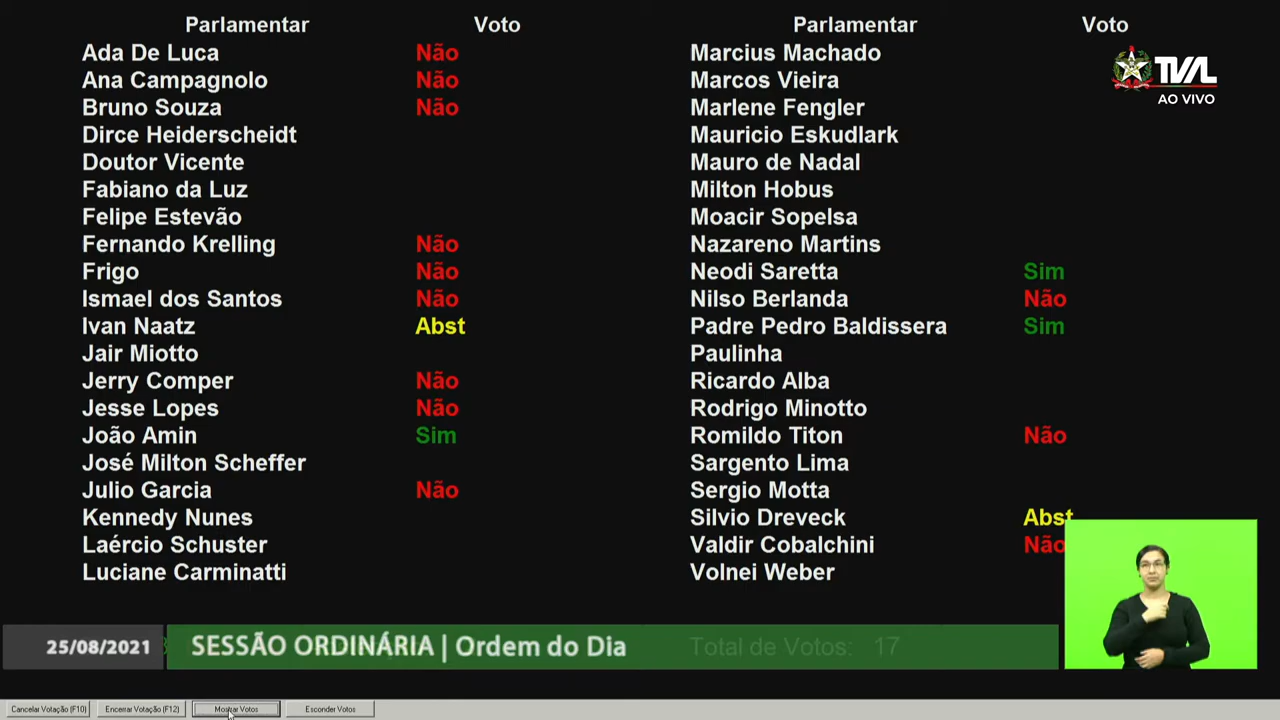 Parlamentar Voto Parlamentar Voto
Ada De Luca Não Marcius Machado
Ana Campagnolo Não Marcos Vieira
Bruno Souza Não Marlene Fengler
Dirce Heiderscheidt Mauricio Eskudlark
Doutor Vicente Mauro de Nadal
Fabiano da Luz Milton Hobus
Felipe Estevão Moacir Sopelsa
Fernando Krelling Não Nazareno Martins
Frigo Não Neodi Saretta Sim
Ismael dos Santos Não Nilso Berlanda Não
Ivan Naatz Abst Padre Pedro Baldissera Sim
Jair Miotto Paulinha
Jerry Comper Não Ricardo Alba
Jesse Lopes Não Rodrigo Minotto
João Amin Sim Romildo Titon Não
José Milton Scheffer Sargento Lima
Julio Garcia Não Sergio Motta
Kennedy Nunes Silvio Dreveck Abst
Laércio Schuster Valdir Cobalchini Não
Luciane Carminatti Volnei Weber
TVAL
AO VIVO
25/08/2021 SESSÃO ORDINÁRIA | Ordem do Dia Total de Votos: 17
Cancelar Votação (F10) Encerrar Votação (F12) Mostrar Votos Esconder Votos